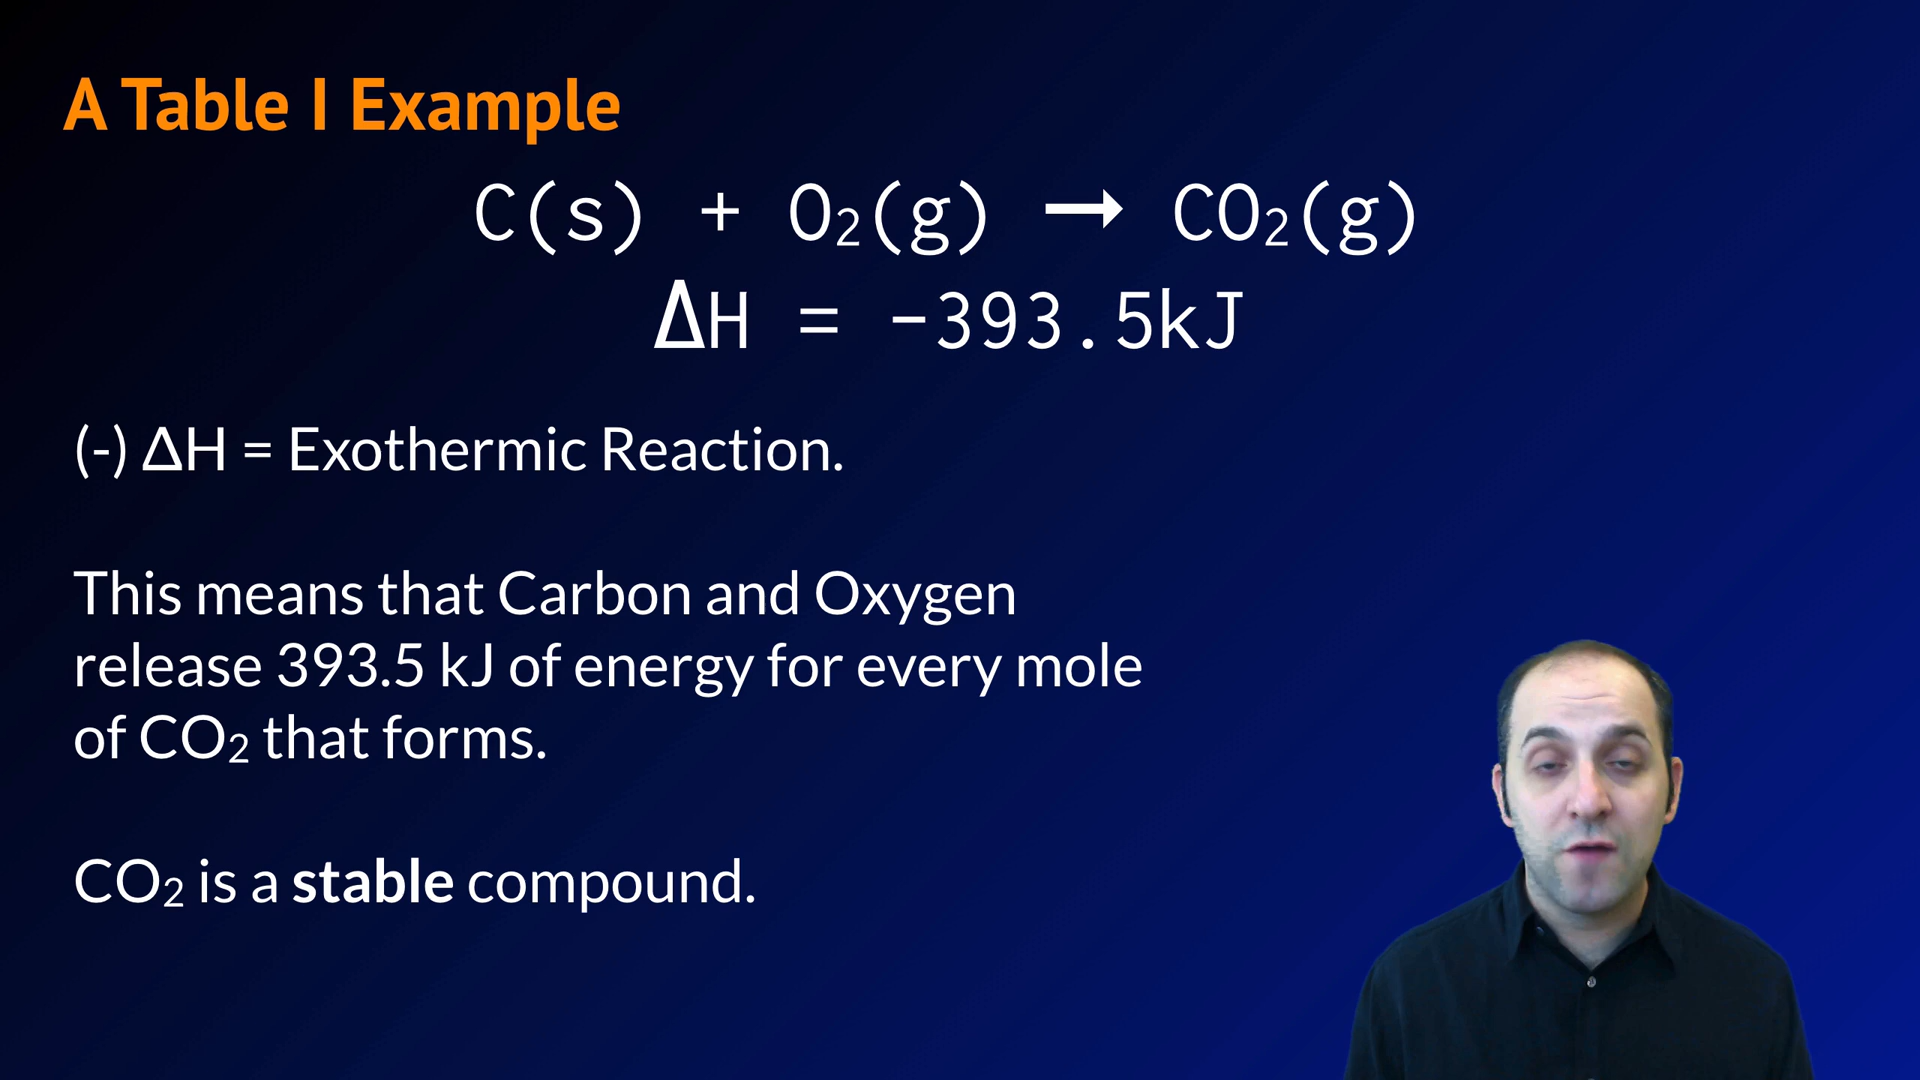 A Table I Example
C(s) + O₂(g) → CO₂(g)
ΔH = -393.5kJ
(-) ΔH = Exothermic Reaction.
This means that Carbon and Oxygen
release 393.5 kJ of energy for every mole
of CO₂ that forms.
CO₂ is a stable compound.